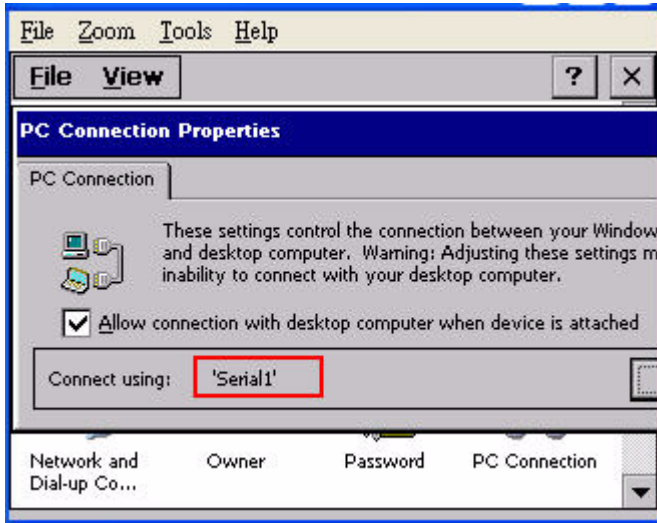 File Zoom Tools Help
File View ? ×
PC Connection Properties
PC Connection
These settings control the connection between your Window
and desktop computer. Warning: Adjusting these settings m
inability to connect with your desktop computer.
Allow connection with desktop computer when device is attached
Connect using: 'Serial1'
Network and Owner Password PC Connection
Dial-up Co...